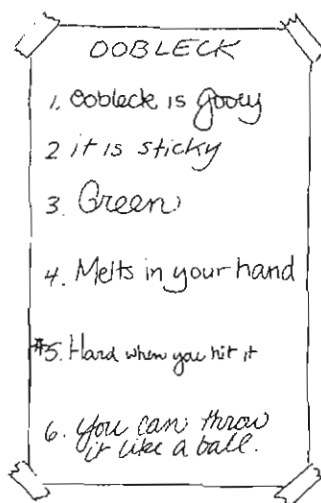 OOBLECK
1. Oobleck is gooey
2 it is sticky
3. Green
4. Melts in your hand
#5. Hard when you hit it
6. you can throw
it like a ball.